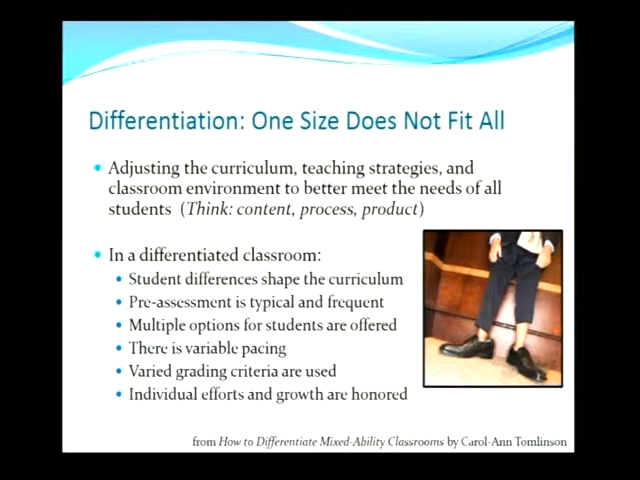 Differentiation: One Size Does Not Fit All
Adjusting the curriculum, teaching strategies, and
classroom environment to better meet the needs of all
students (Think: content, process, product)
In a differentiated classroom:
Student differences shape the curriculum
Pre-assessment is typical and frequent
Multiple options for students are offered
There is variable pacing
Varied grading criteria are used
Individual efforts and growth are honored
from How to Differentiate Mixed-Ability Classrooms by Carol-Ann Tomlinson